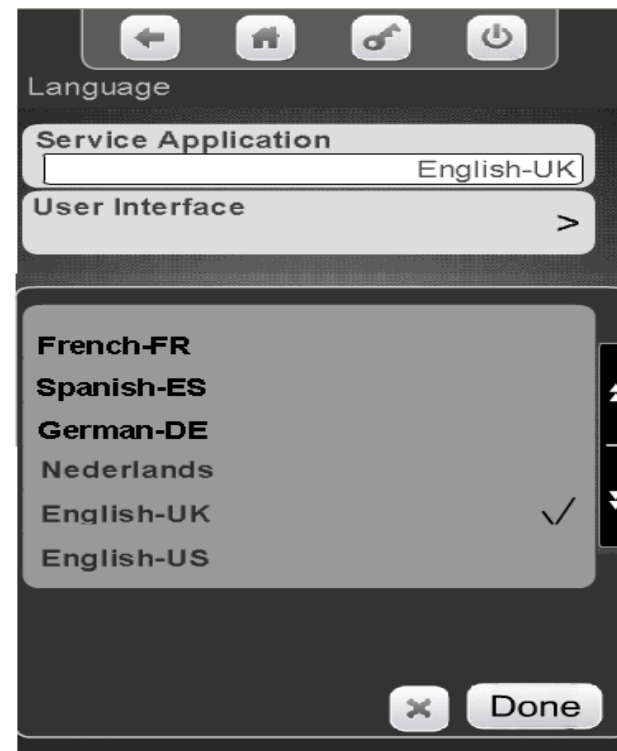 Language
Service Application
English-UK
User Interface
>
French-FR
Spanish-ES
German-DE
Nederlands
English-UK
English-US
Done